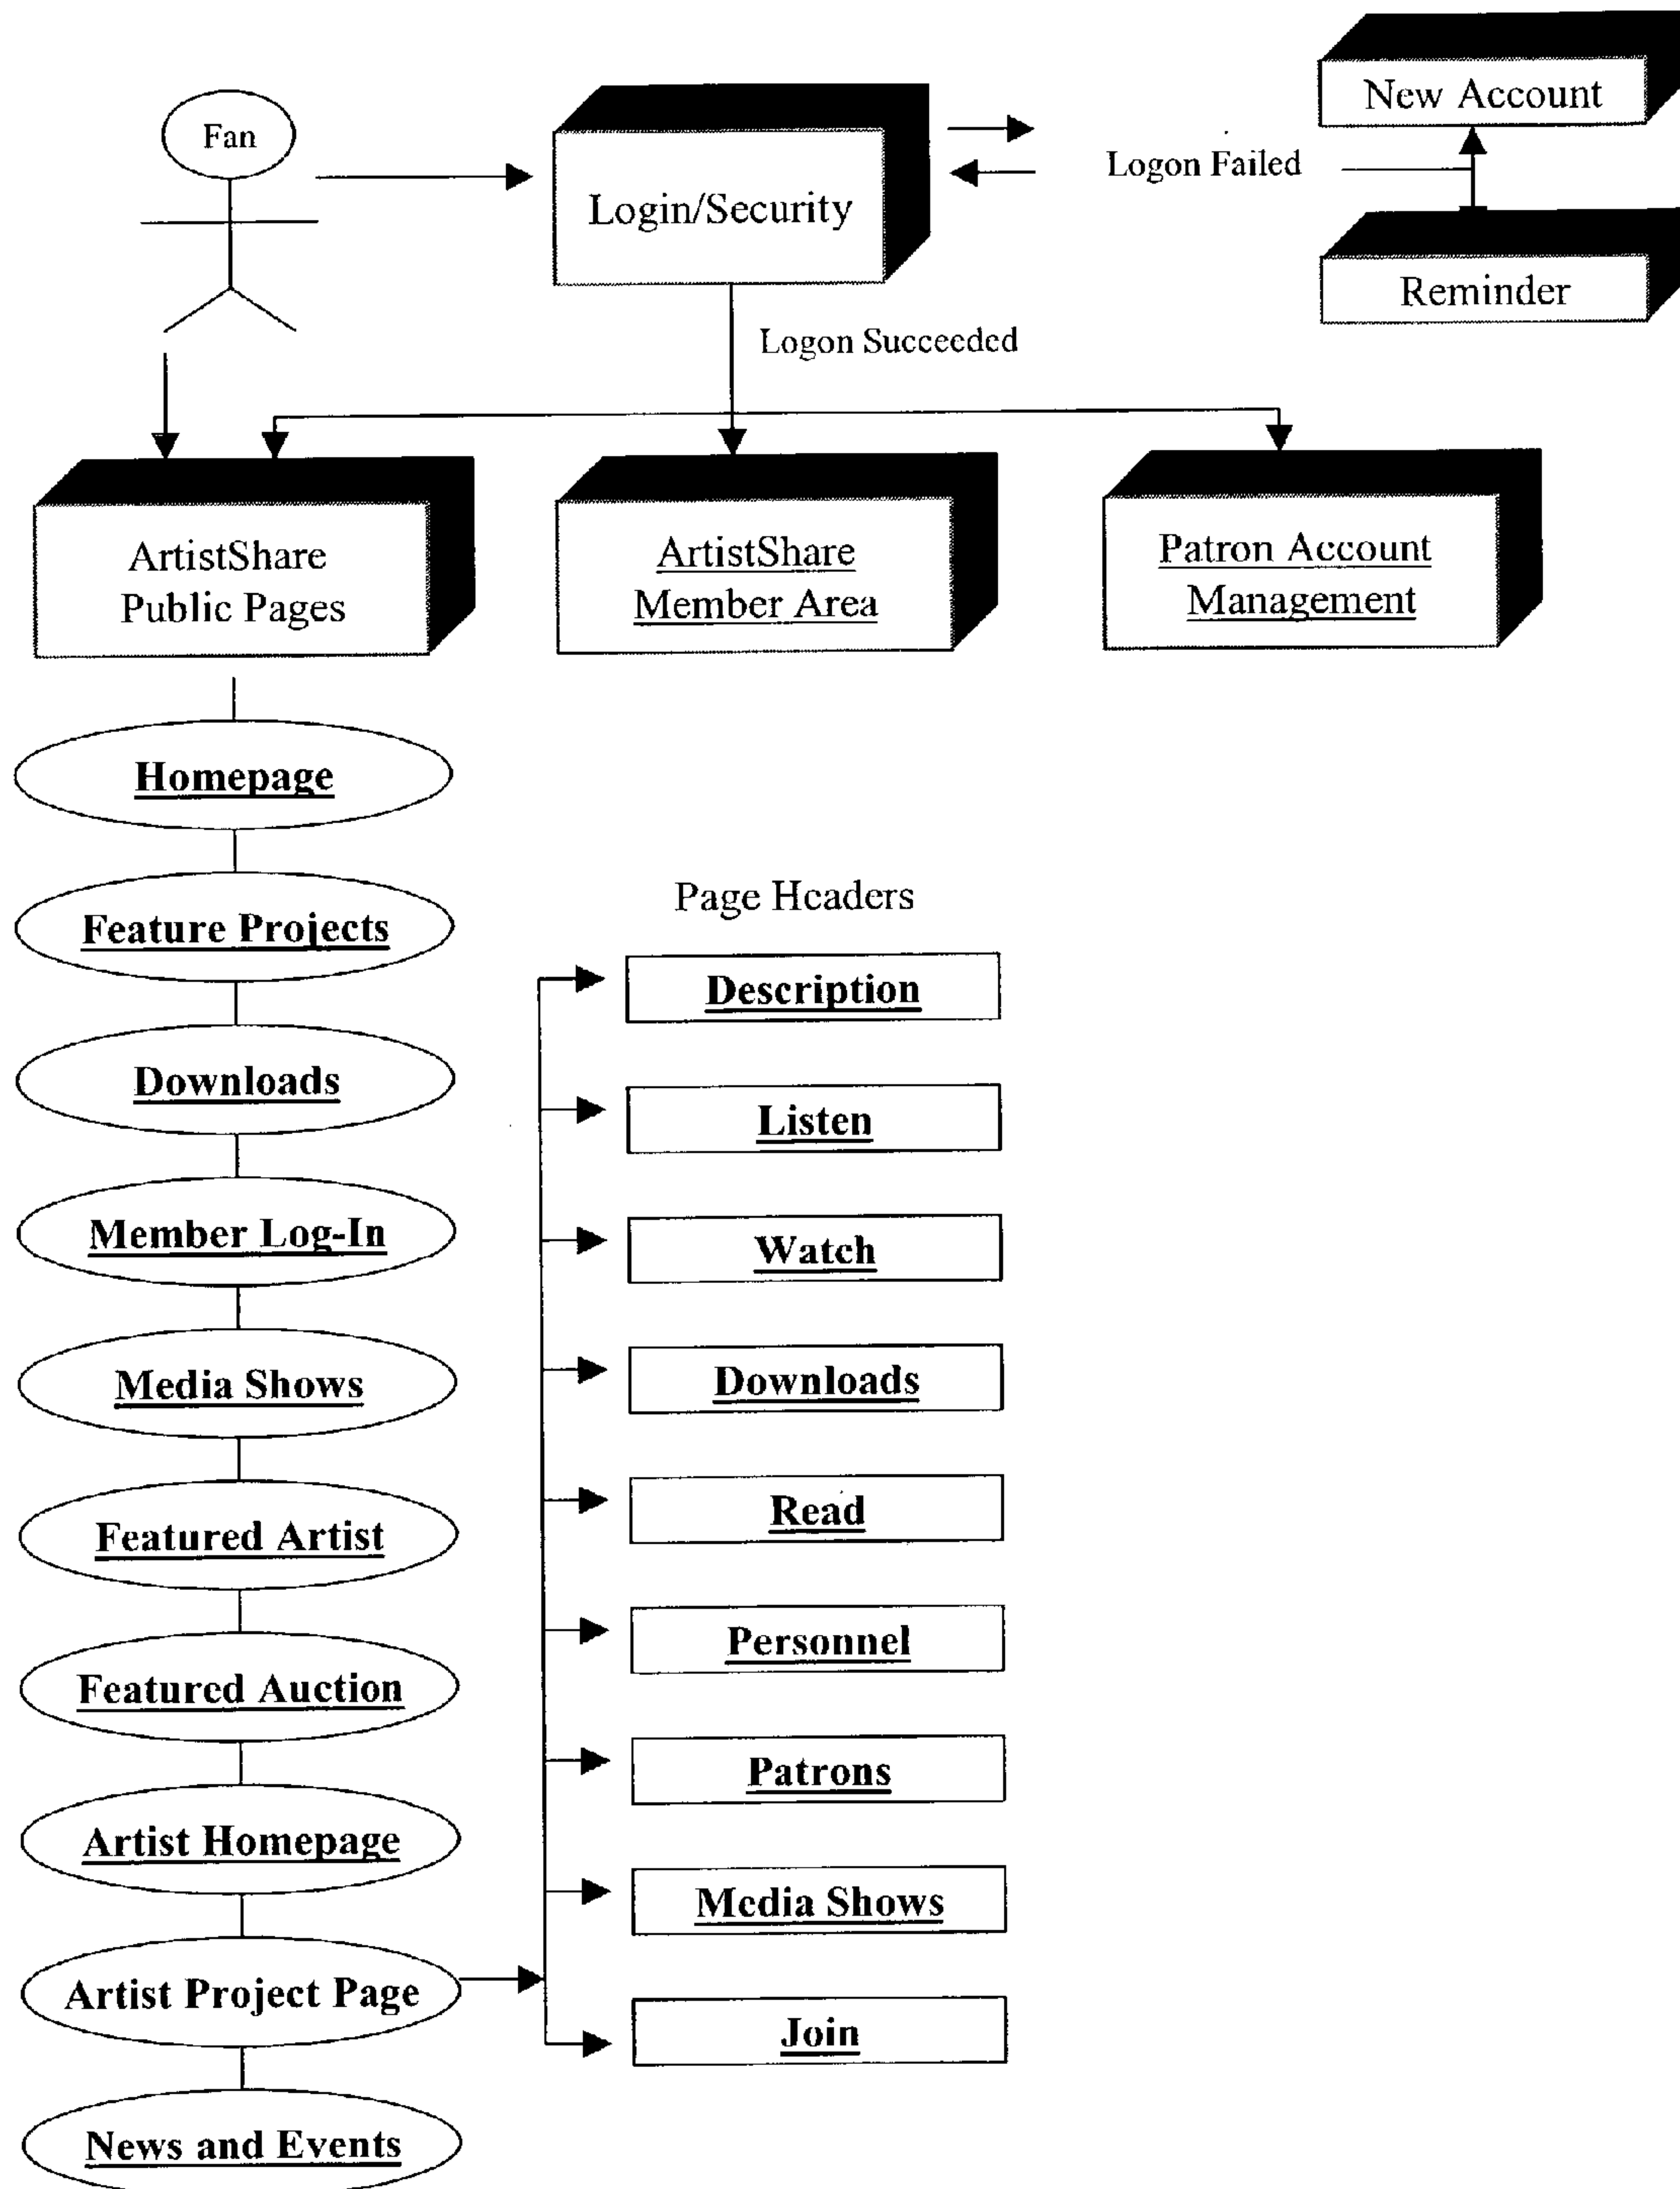 Fan
Login/Security
New Account
Logon Failed
Reminder
Logon Succeeded
ArtistShare
Public Pages
ArtistShare
Member Area
Patron Account
Management
Homepage
Feature Projects
Downloads
Member Log-In
Media Shows
Featured Artist
Featured Auction
Artist Homepage
Artist Project Page
News and Events
Page Headers
Description
Listen
Watch
Downloads
Read
Personnel
Patrons
Media Shows
Join